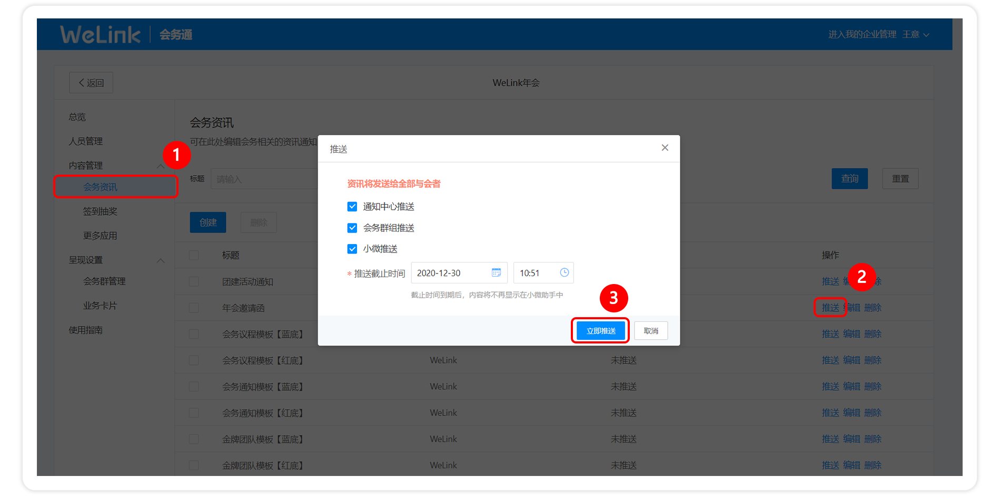 WeLink 会务通 进入我的企业管理 王意
返回 WeLink年会
总览
人员管理
内容管理
会务资讯
签到抽奖
更多应用
呈现设置
会务群管理
业务卡片
使用指南
1
会务资讯
可在此处编辑会务相关的资讯通知
标题 请输入 查询 重置
创建 删除
标题 操作
团建活动通知 推送
2
年会邀请函 推送 编辑 删除
会务议程模板【蓝底】 推送 编辑 删除
会务议程模板【红底】 WeLink 未推送 推送 编辑 删除
会务通知模板【蓝底】 WeLink 未推送 推送 编辑 删除
会务通知模板【红底】 WeLink 未推送 推送 编辑 删除
金牌团队模板【蓝底】 WeLink 未推送 推送 编辑 删除
金牌团队模板【红底】 WeLink 未推送 推送 编辑 删除
推送
资讯将发送给全部与会者
通知中心推送
会务群组推送
小微推送
* 推送截止时间 2020-12-30 10:51
截止时间到期后，内容将不再显示在小微助手中
3
立即推送 取消